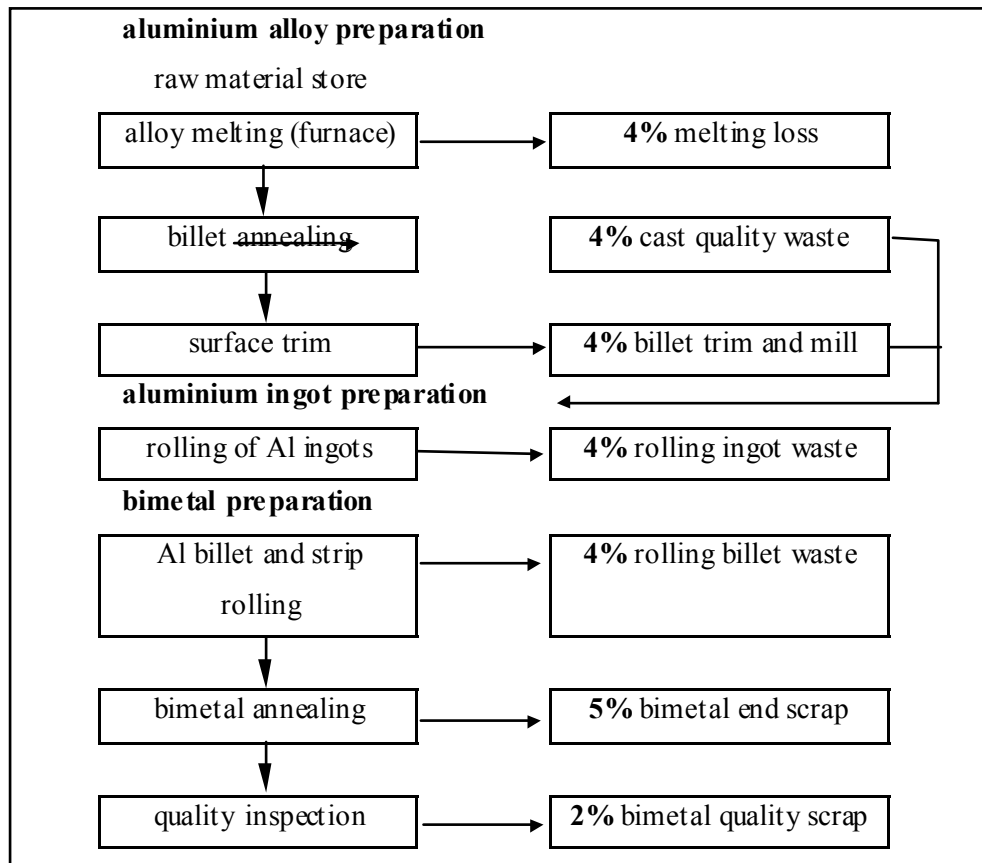 aluminium alloy preparation
raw material store
alloy melting (furnace)
4% melting loss
billet annealing
4% cast quality waste
surface trim
4% billet trim and mill
aluminium ingot preparation
rolling of Al ingots
4% rolling ingot waste
bimetal preparation
Al billet and strip
rolling
4% rolling billet waste
bimetal annealing
5% bimetal end scrap
quality inspection
2% bimetal quality scrap